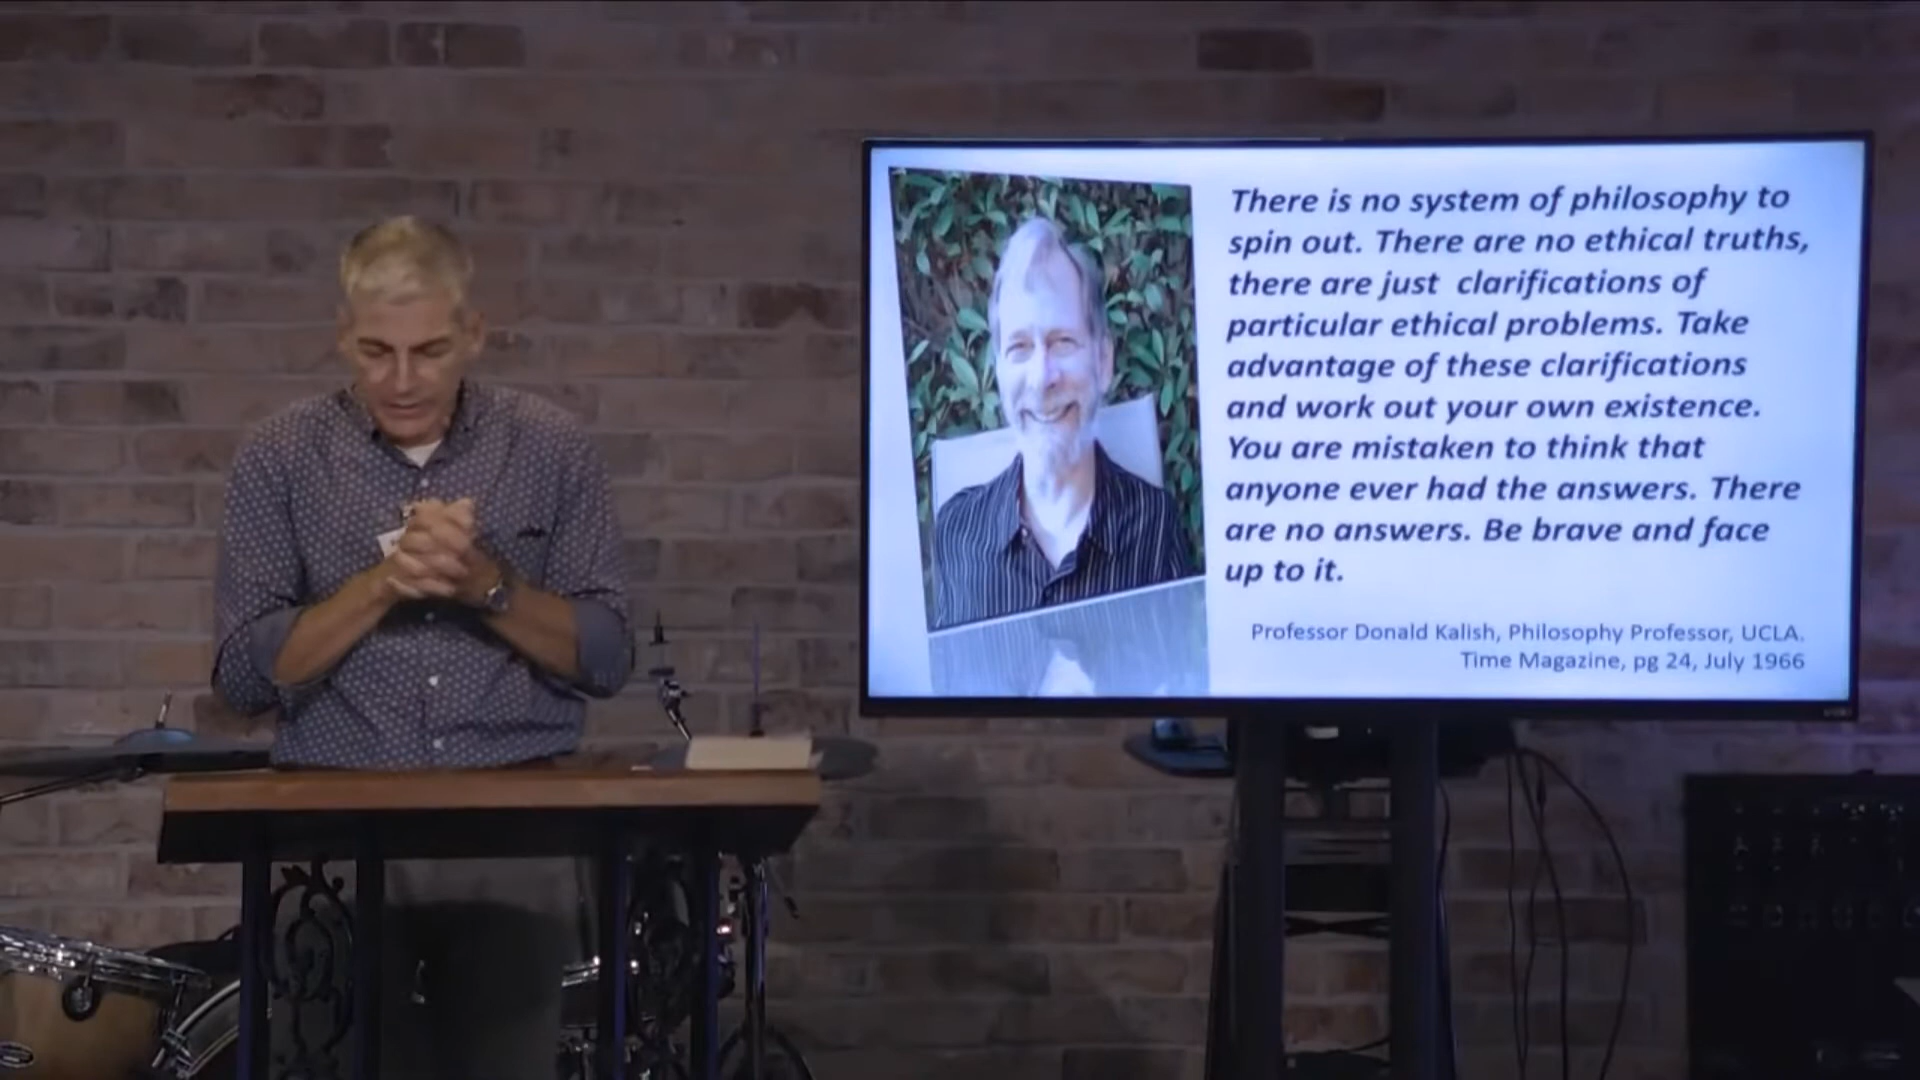 There is no system of philosophy to
spin out. There are no ethical truths,
there are just clarifications of
particular ethical problems. Take
advantage of these clarifications
and work out your own existence.
You are mistaken to think that
anyone ever had the answers. There
are no answers. Be brave and face
up to it.
Professor Donald Kalish, Philosophy Professor, UCLA.
Time Magazine, pg 24, July 1966